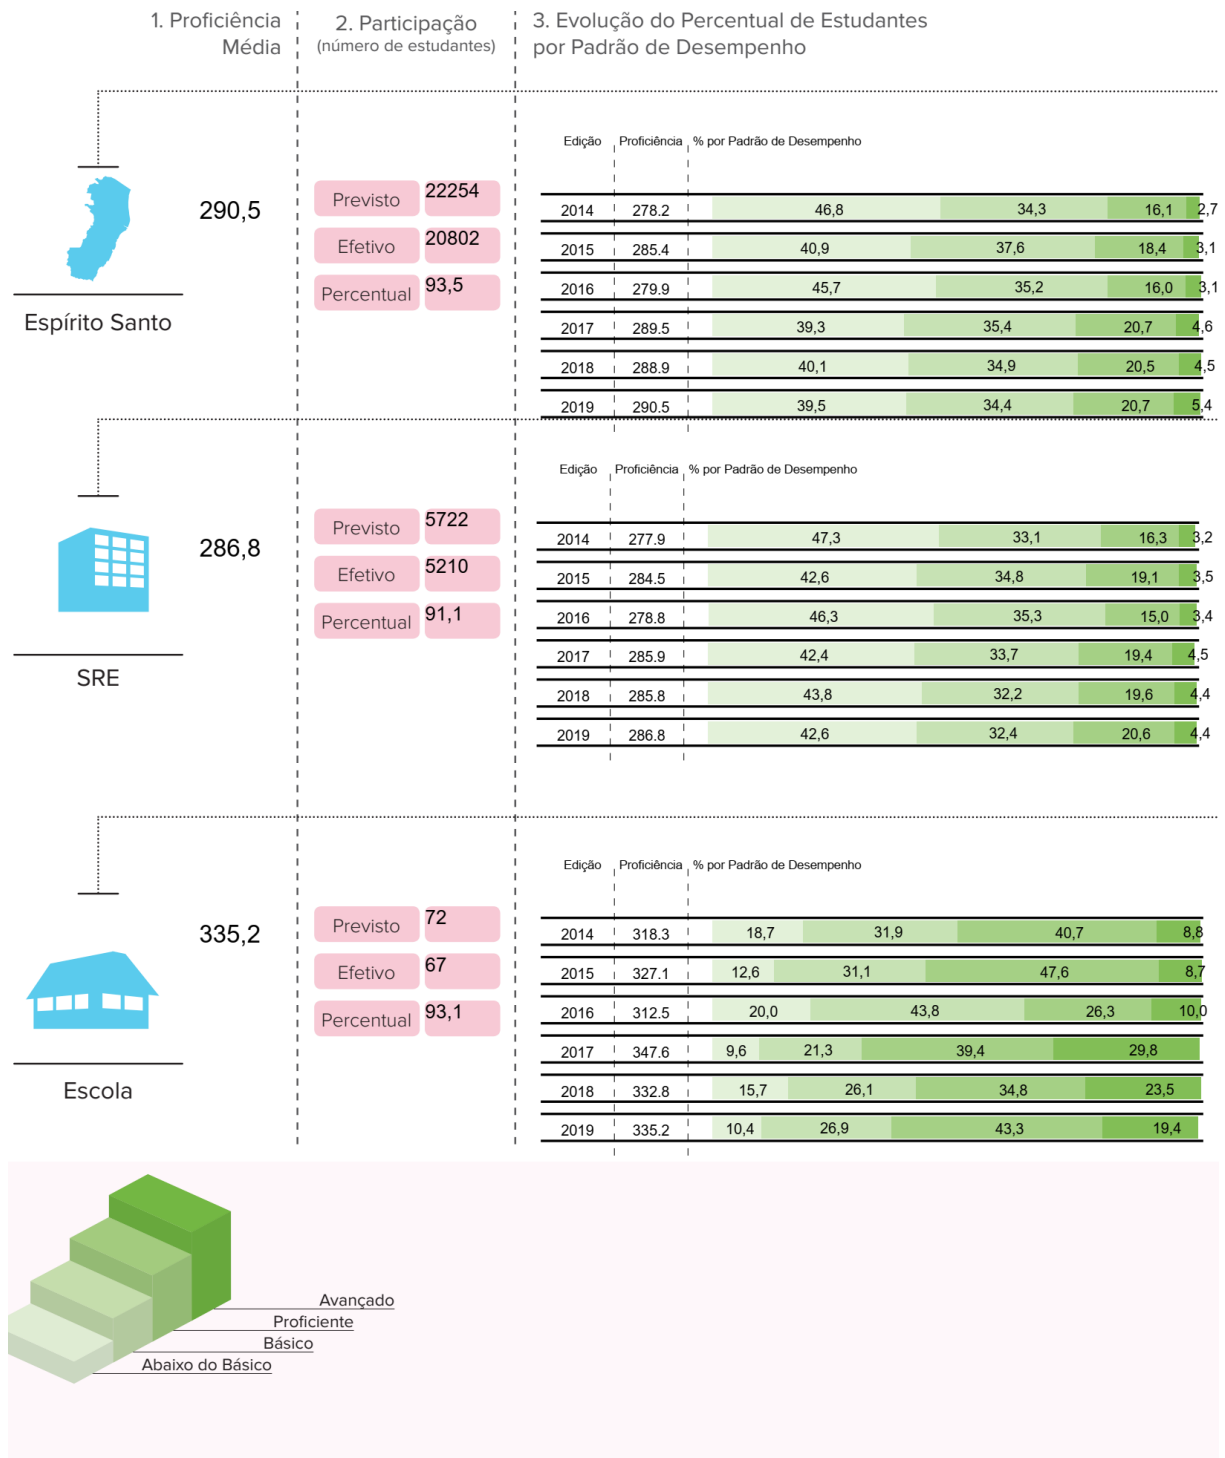 1. Proficiência
Média
2. Participação
(número de estudantes)
3. Evolução do Percentual de Estudantes
por Padrão de Desempenho
Espírito Santo
290,5
Previsto 22254
Efetivo 20802
Percentual 93,5
Edição Proficiência % por Padrão de Desempenho
2014 278.2 46,8 34,3 16,1 2,7
2015 285.4 40,9 37,6 18,4 3,1
2016 279.9 45,7 35,2 16,0 3,1
2017 289.5 39,3 35,4 20,7 4,6
2018 288.9 40,1 34,9 20,5 4,5
2019 290.5 39,5 34,4 20,7 5,4
SRE
286,8
Previsto 5722
Efetivo 5210
Percentual 91,1
Edição Proficiência % por Padrão de Desempenho
2014 277.9 47,3 33,1 16,3 3,2
2015 284.5 42,6 34,8 19,1 3,5
2016 278.8 46,3 35,3 15,0 3,4
2017 285.9 42,4 33,7 19,4 4,5
2018 285.8 43,8 32,2 19,6 4,4
2019 286.8 42,6 32,4 20,6 4,4
Escola
335,2
Previsto 72
Efetivo 67
Percentual 93,1
Edição Proficiência % por Padrão de Desempenho
2014 318.3 18,7 31,9 40,7 8,8
2015 327.1 12,6 31,1 47,6 8,7
2016 312.5 20,0 43,8 26,3 10,0
2017 347.6 9,6 21,3 39,4 29,8
2018 332.8 15,7 26,1 34,8 23,5
2019 335.2 10,4 26,9 43,3 19,4
Avançado
Proficiente
Básico
Abaixo do Básico